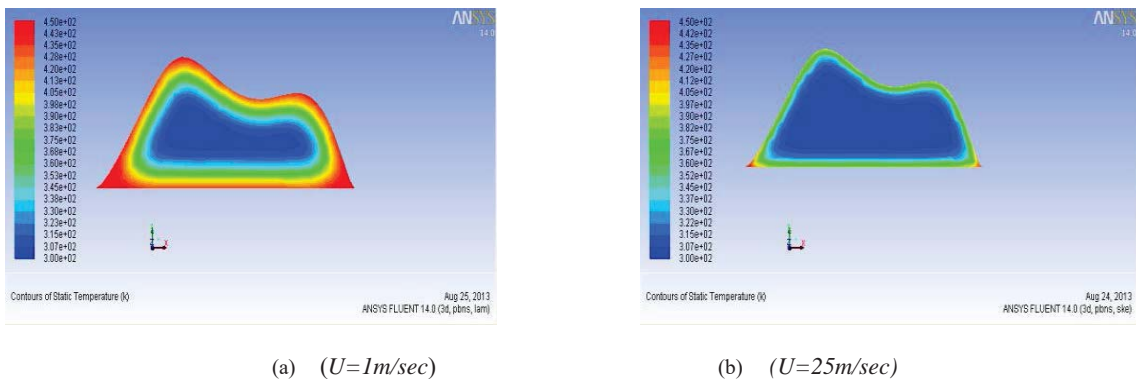 ANSYS
14.0
4.50e+02
4.43e+02
4.35e+02
4.28e+02
4.20e+02
4.13e+02
4.05e+02
3.98e+02
3.90e+02
3.83e+02
3.75e+02
3.68e+02
3.60e+02
3.52e+02
3.45e+02
3.38e+02
3.30e+02
3.23e+02
3.15e+02
3.07e+02
3.00e+02
Contours of Static Temperature (k)
Aug 25, 2013
ANSYS FLUENT 14.0 (3d, pbns, lam)
(a) (U=1m/sec)
ANSYS
14.0
4.50e+02
4.42e+02
4.35e+02
4.27e+02
4.20e+02
4.12e+02
4.05e+02
3.97e+02
3.90e+02
3.82e+02
3.75e+02
3.67e+02
3.60e+02
3.52e+02
3.45e+02
3.37e+02
3.30e+02
3.22e+02
3.15e+02
3.07e+02
3.00e+02
Contours of Static Temperature (k)
Aug 24, 2013
ANSYS FLUENT 14.0 (3d, pbns, ske)
(b) (U=25m/sec)